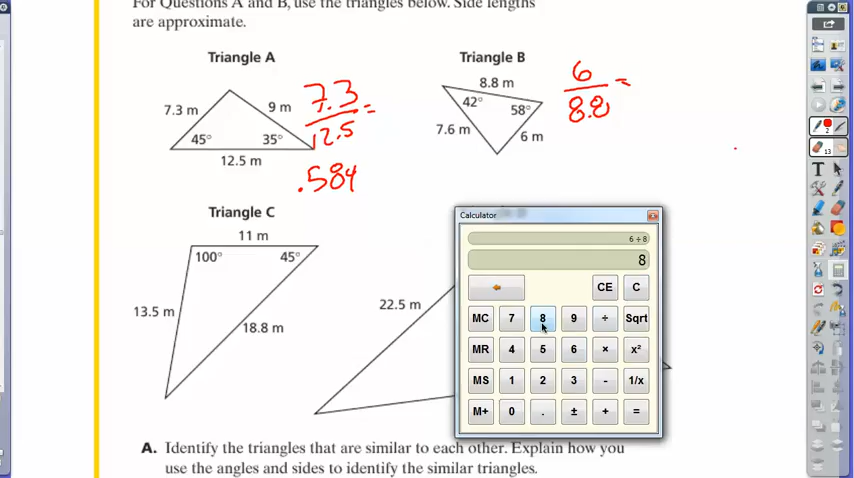 For Questions A and B, use the triangles below. Side lengths
are approximate.
Triangle A
7.3 m
9 m
45°
35°
12.5 m
7.3
12.5
=
.584
Triangle B
8.8 m
42°
58°
7.6 m
6 m
6
8.8
=
Triangle C
11 m
100°
45°
13.5 m
18.8 m
22.5 m
Calculator
6 ÷ 8
8
CE C
MC 7 8 9 ÷ Sqrt
MR 4 5 6 × x²
MS 1 2 3 - 1/x
M+ 0 . ± + =
A. Identify the triangles that are similar to each other. Explain how you
use the angles and sides to identify the similar triangles.
T
2
13